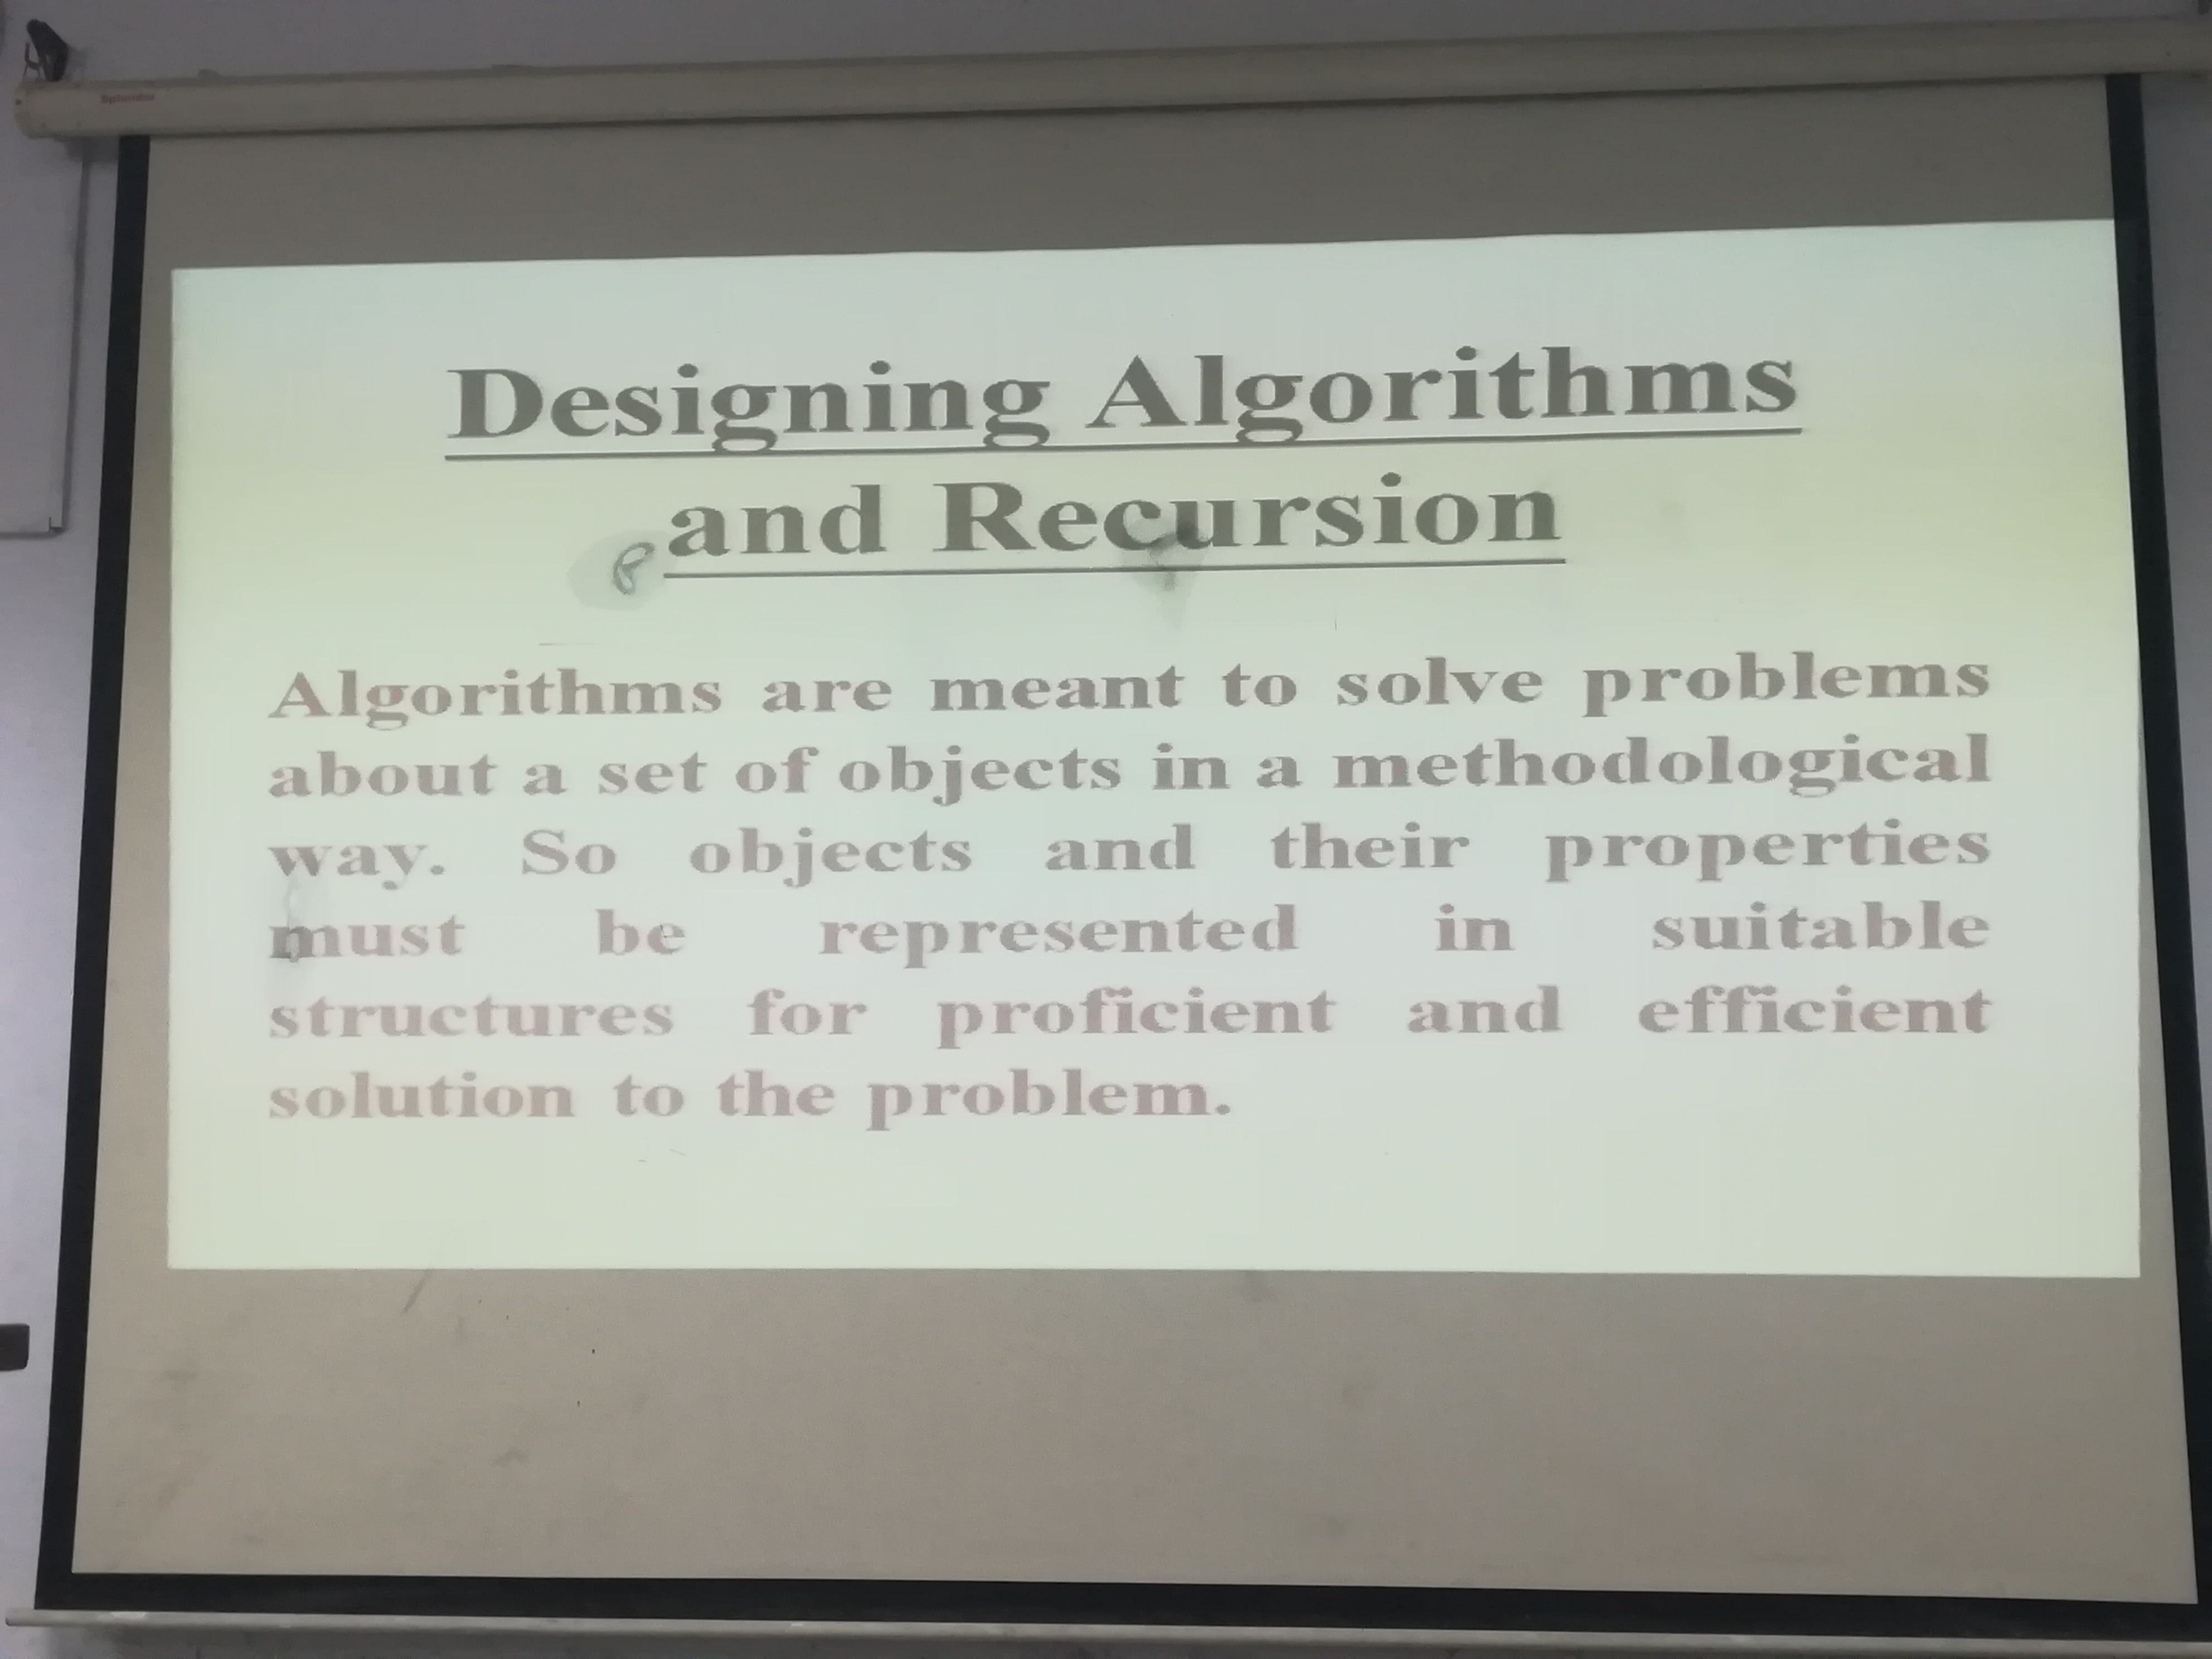 Splendor
Designing Algorithms
and Recursion
Algorithms are meant to solve problems
about a set of objects in a methodological
way. So objects and their properties
must be represented in suitable
structures for proficient and efficient
solution to the problem.